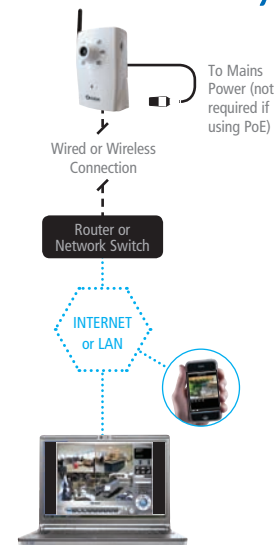 To Mains
Power (not
required if
using PoE)
Wired or Wireless
Connection
Router or
Network Switch
INTERNET
or LAN